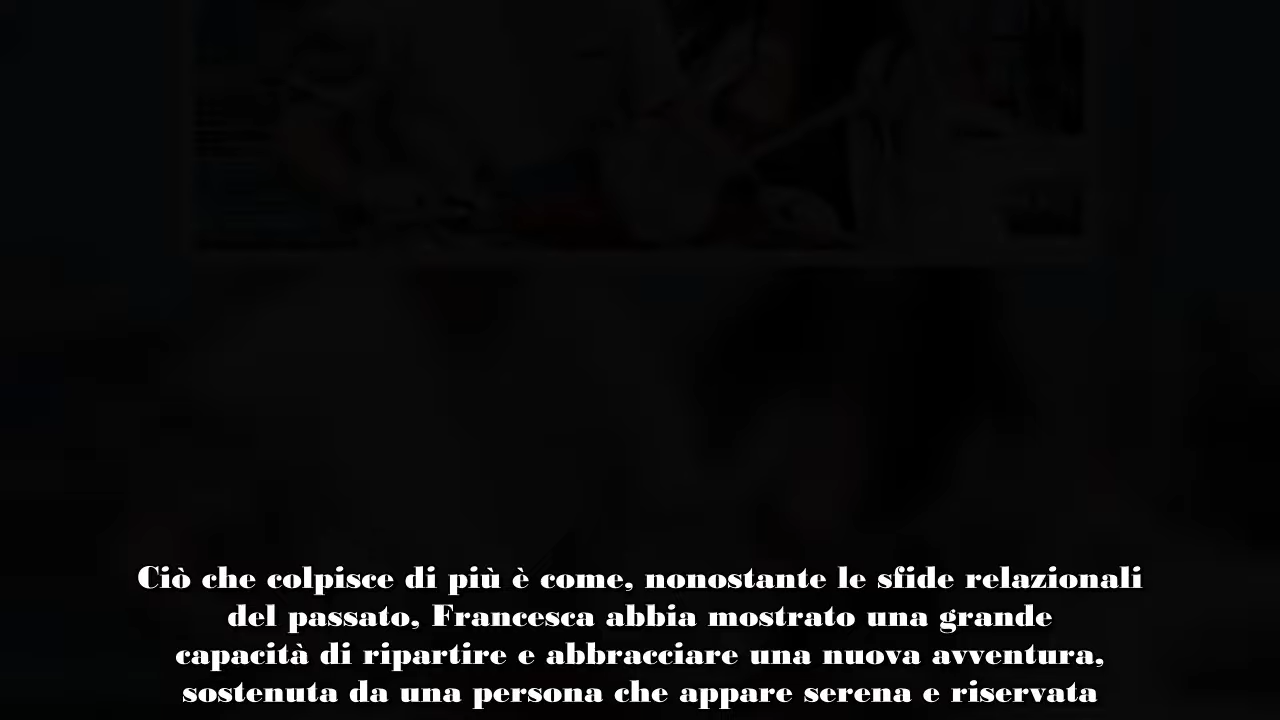 Ciò che colpisce di più è come, nonostante le sfide relazionali
del passato, Francesca abbia mostrato una grande
capacità di ripartire e abbracciare una nuova avventura,
sostenuta da una persona che appare serena e riservata